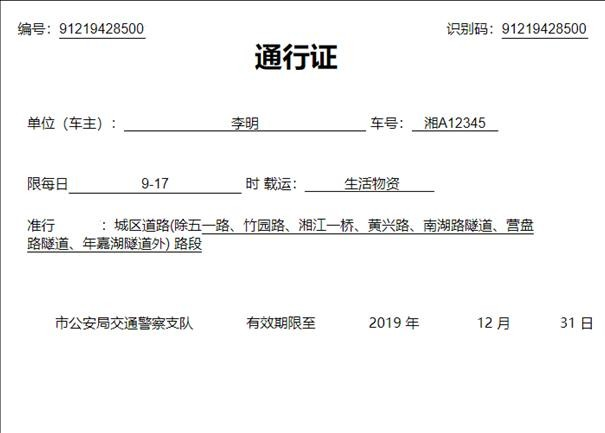 编号：91219428500 识别码：91219428500
通行证
单位（车主）：李明 车号：湘A12345
限每日 9-17 时 载运：生活物资
准行 ：城区道路(除五一路、竹园路、湘江一桥、黄兴路、南湖路隧道、营盘
路隧道、年嘉湖隧道外) 路段
市公安局交通警察支队 有效期限至 2019 年 12 月 31 日